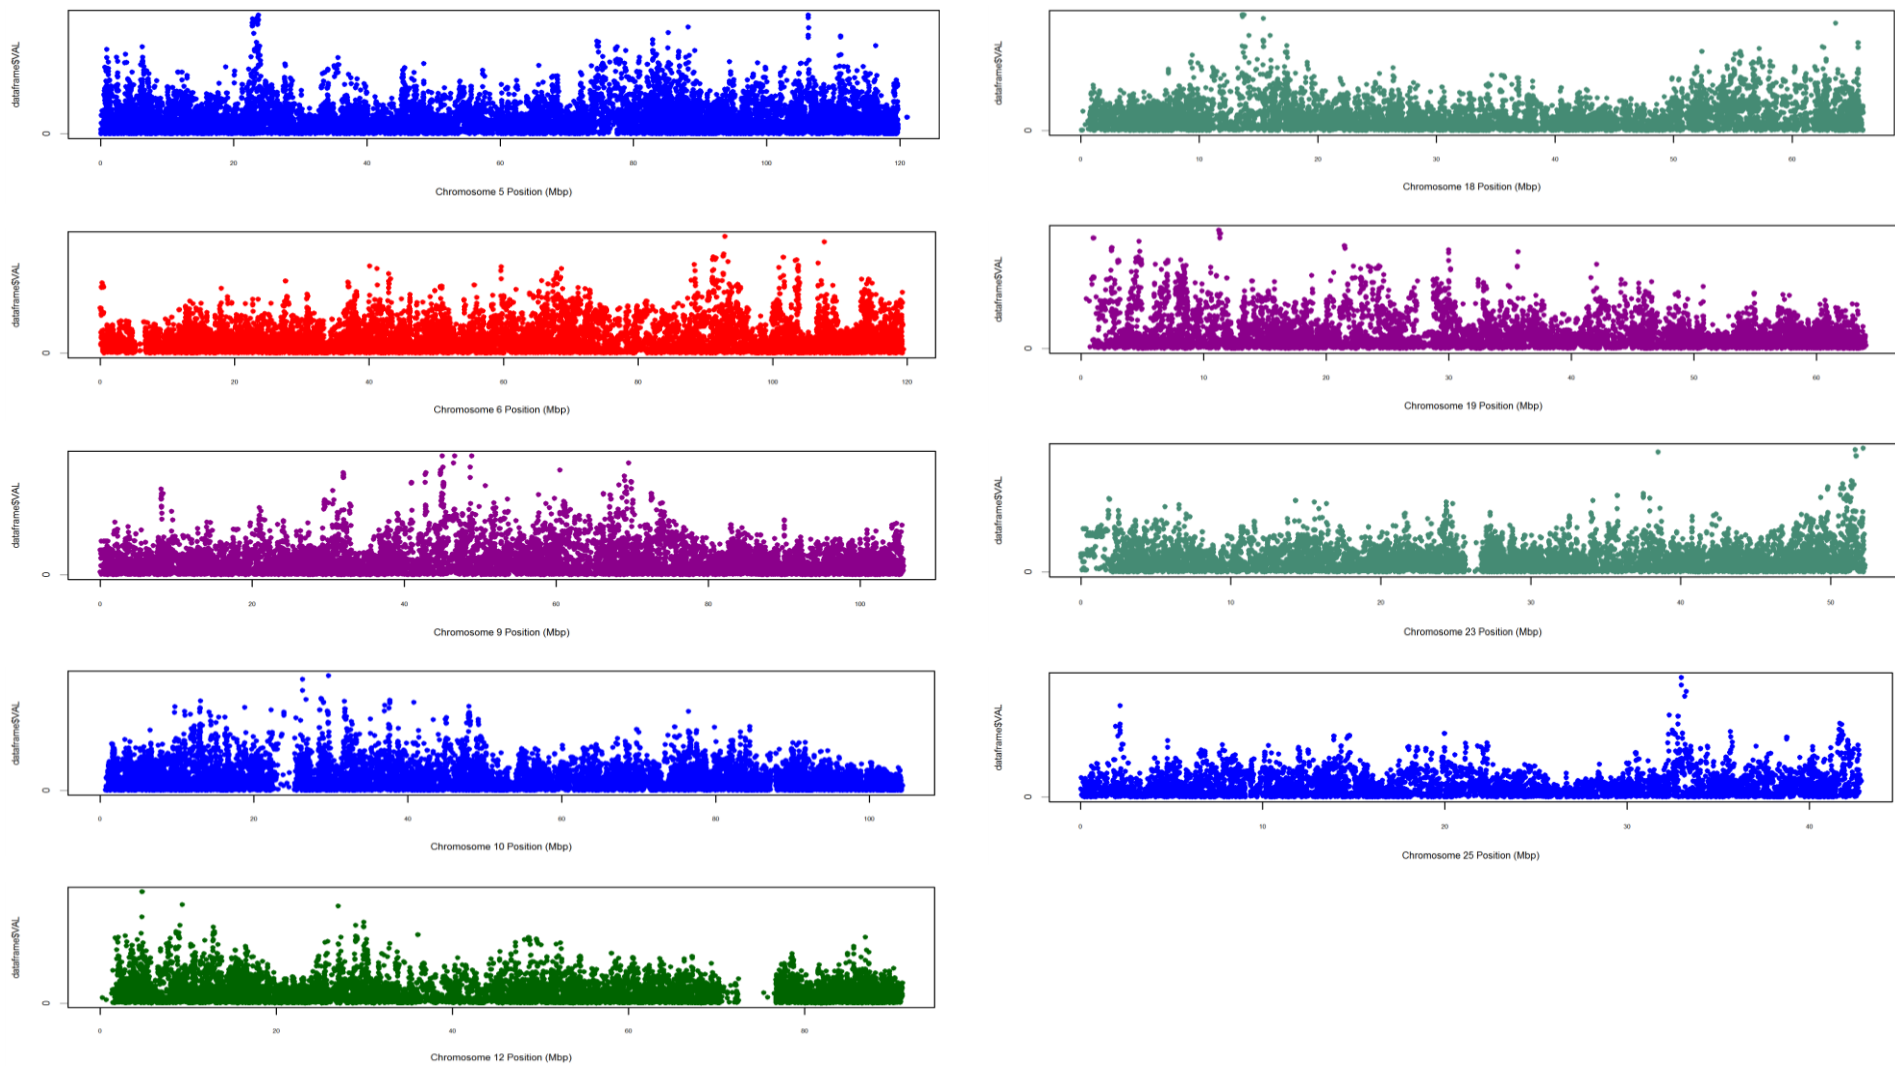 dataframe$VAL
0
0 20 40 60 80 100 120
Chromosome 5 Position (Mbp)
dataframe$VAL
0
0 20 40 60 80 100 120
Chromosome 6 Position (Mbp)
dataframe$VAL
0
0 20 40 60 80 100
Chromosome 9 Position (Mbp)
dataframe$VAL
0
0 20 40 60 80 100
Chromosome 10 Position (Mbp)
dataframe$VAL
0
0 20 40 60 80
Chromosome 12 Position (Mbp)
dataframe$VAL
0
0 10 20 30 40 50 60
Chromosome 18 Position (Mbp)
dataframe$VAL
0
0 10 20 30 40 50 60
Chromosome 19 Position (Mbp)
dataframe$VAL
0
0 10 20 30 40 50
Chromosome 23 Position (Mbp)
dataframe$VAL
0
0 10 20 30 40
Chromosome 25 Position (Mbp)